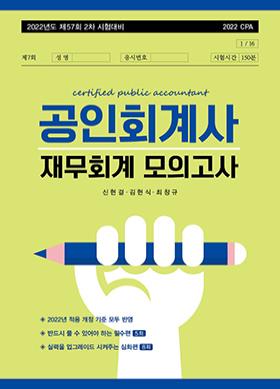 2022년도 제57회 2차 시험대비
2022 CPA
1 / 16
제7회
성 명
응시번호
시험시간
150분
certified public accountant
공인회계사
재무회계 모의고사
신현걸·김현식·최창규
2022년 적용 개정 기준 모두 반영
반드시 풀 수 있어야 하는 필수편 5회
실력을 업그레이드 시켜주는 심화편 8회